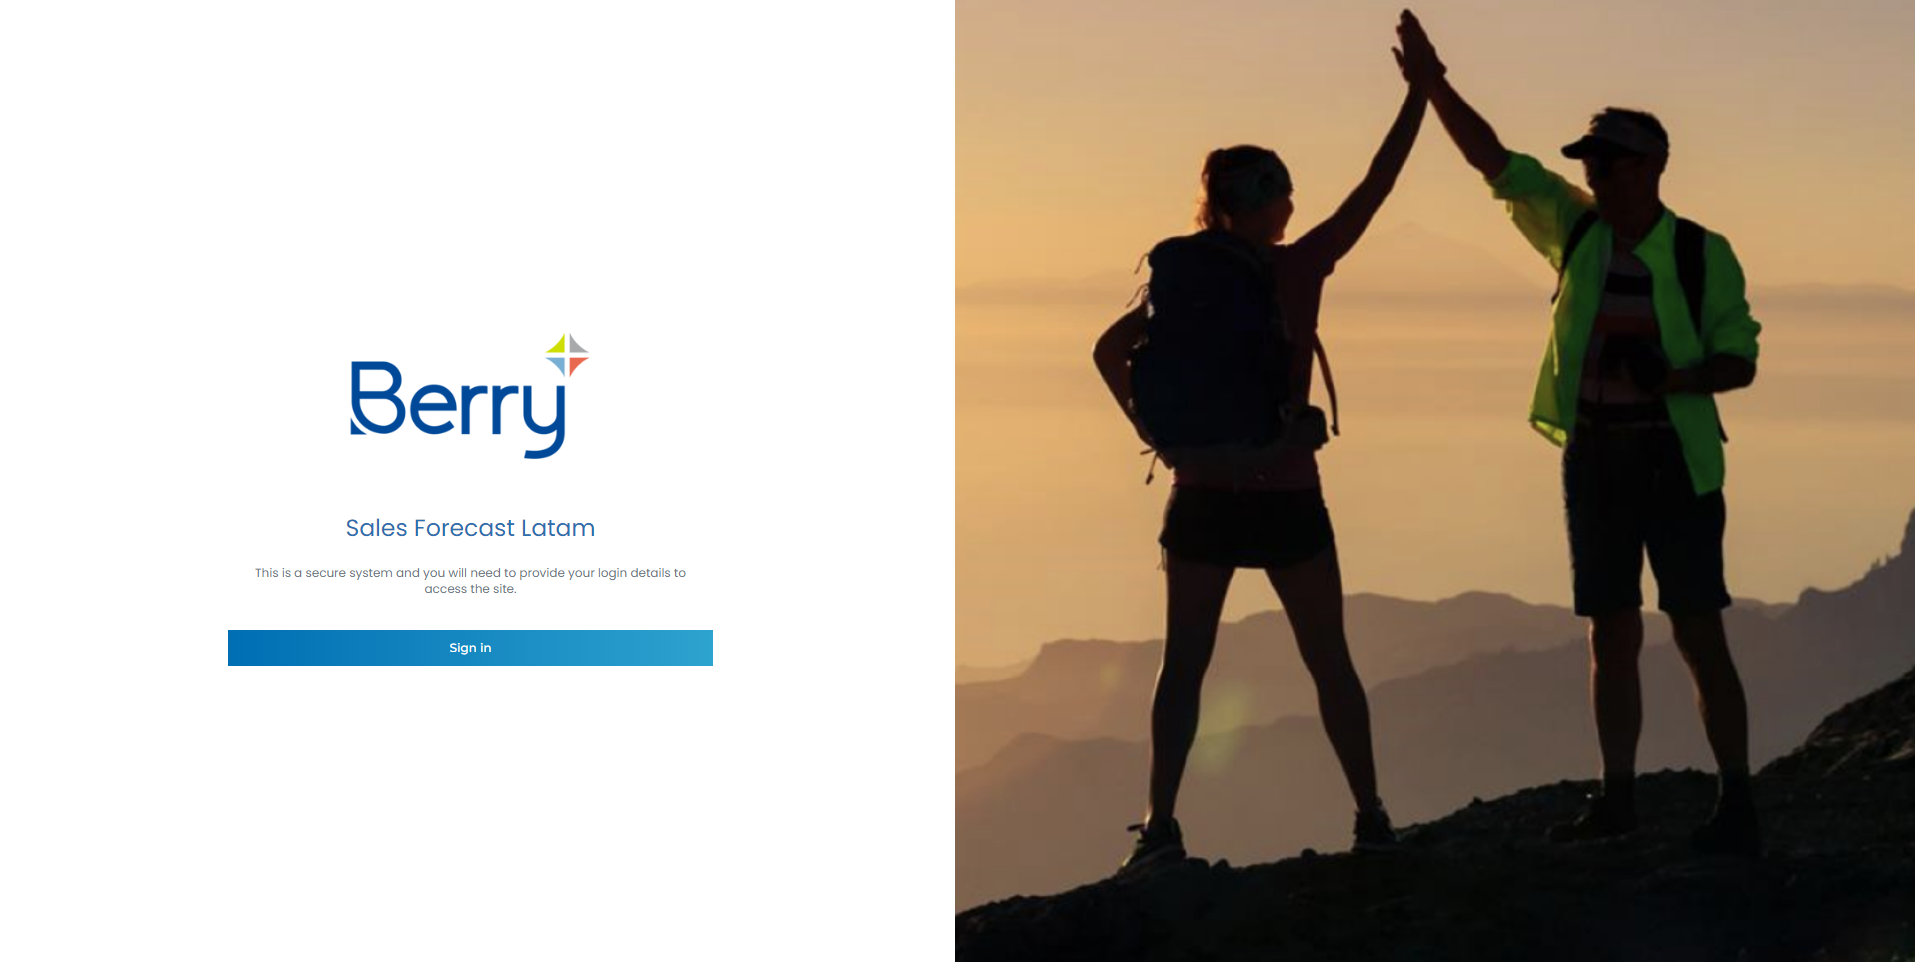 Berry
Sales Forecast Latam
This is a secure system and you will need to provide your login details to
access the site.
Sign in